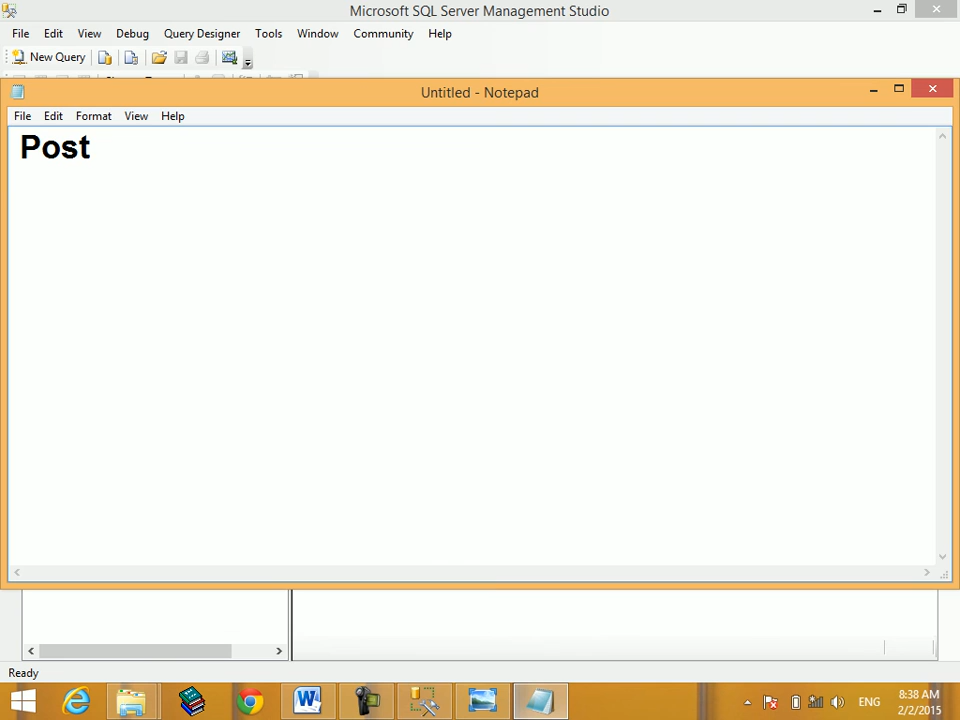 Microsoft SQL Server Management Studio
File Edit View Debug Query Designer Tools Window Community Help
New Query
Untitled - Notepad
File Edit Format View Help
Post
Ready
ENG
8:38 AM
2/2/2015